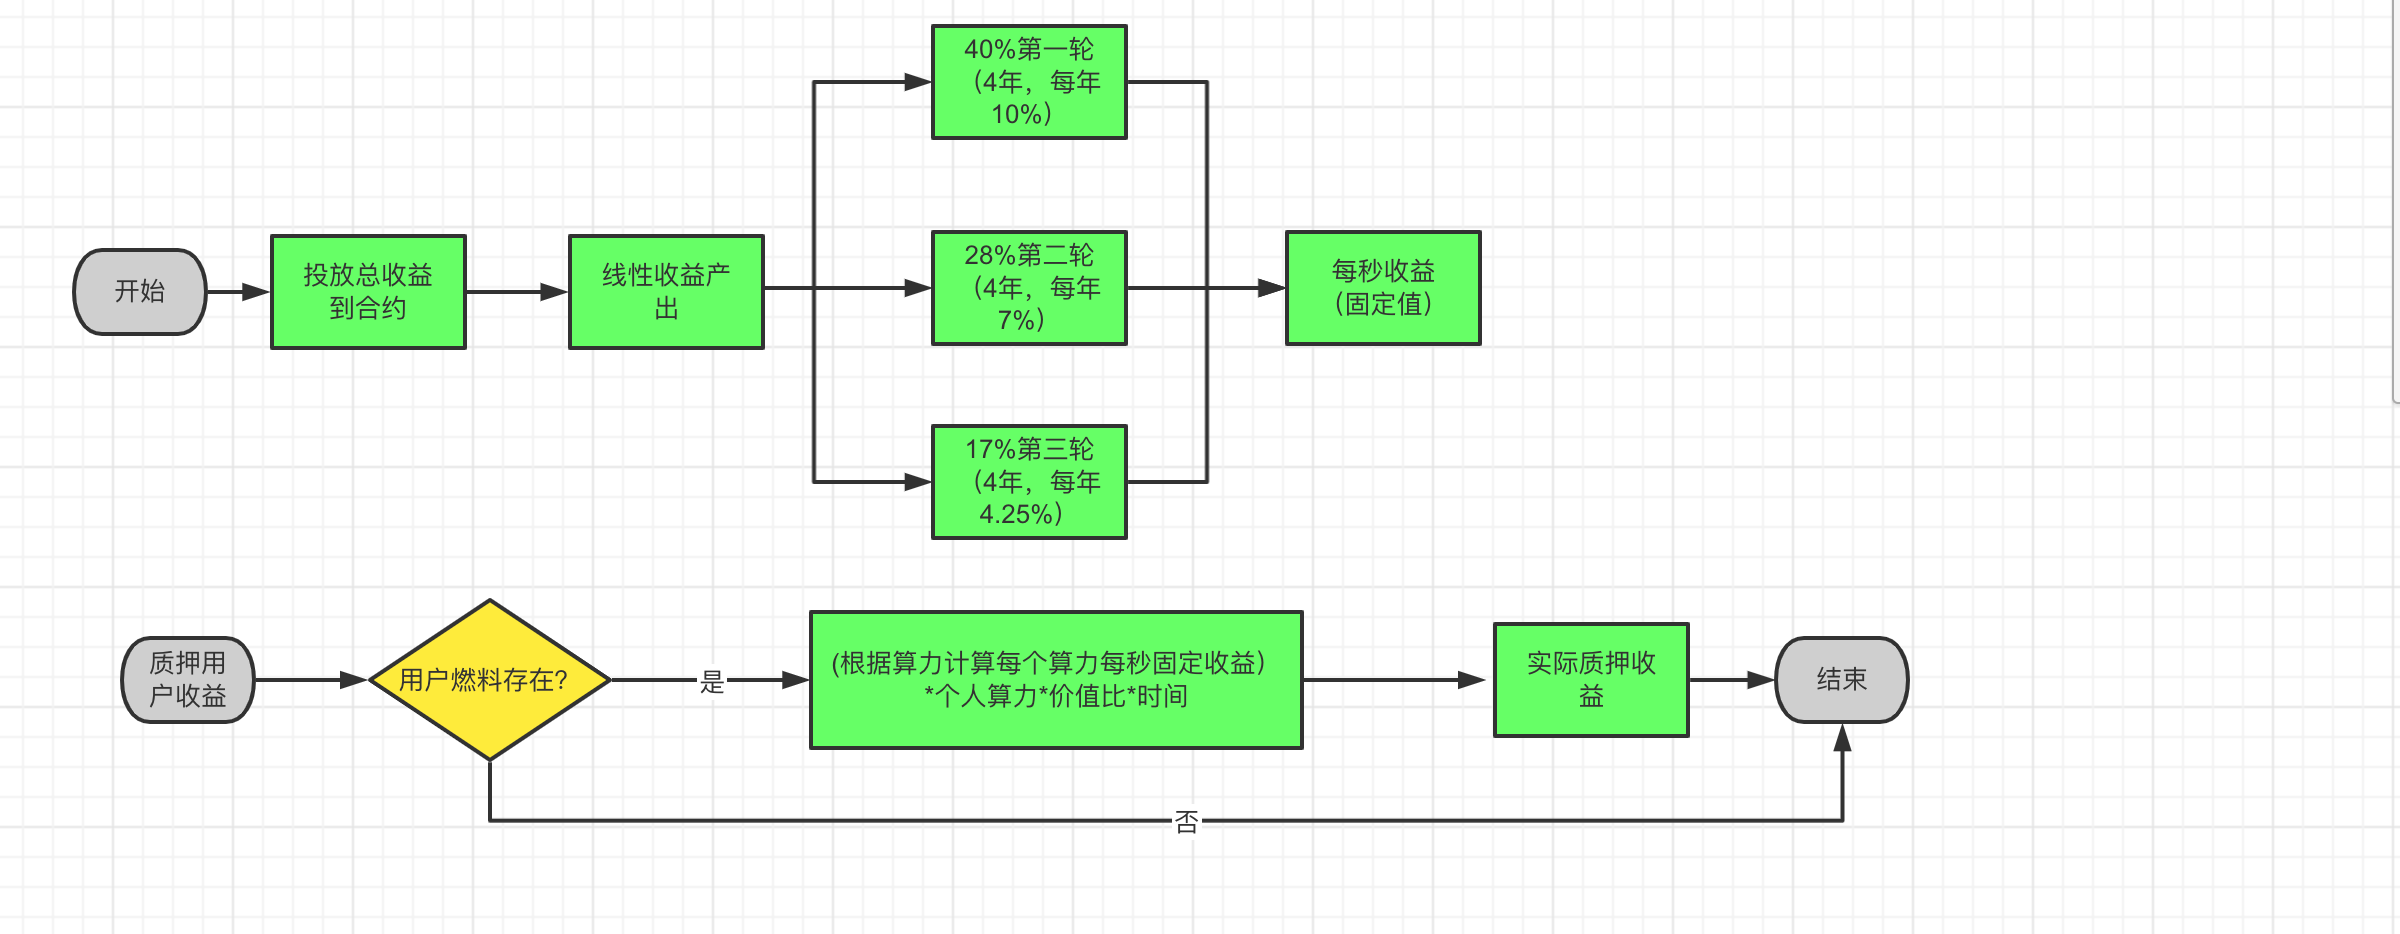 开始
投放总收益
到合约
线性收益产
出
40%第一轮
（4年，每年
10%）
28%第二轮
（4年，每年
7%）
17%第三轮
（4年，每年
4.25%）
每秒收益
（固定值）
质押用
户收益
用户燃料存在?
是
(根据算力计算每个算力每秒固定收益）
*个人算力*价值比*时间
实际质押收
益
结束
否